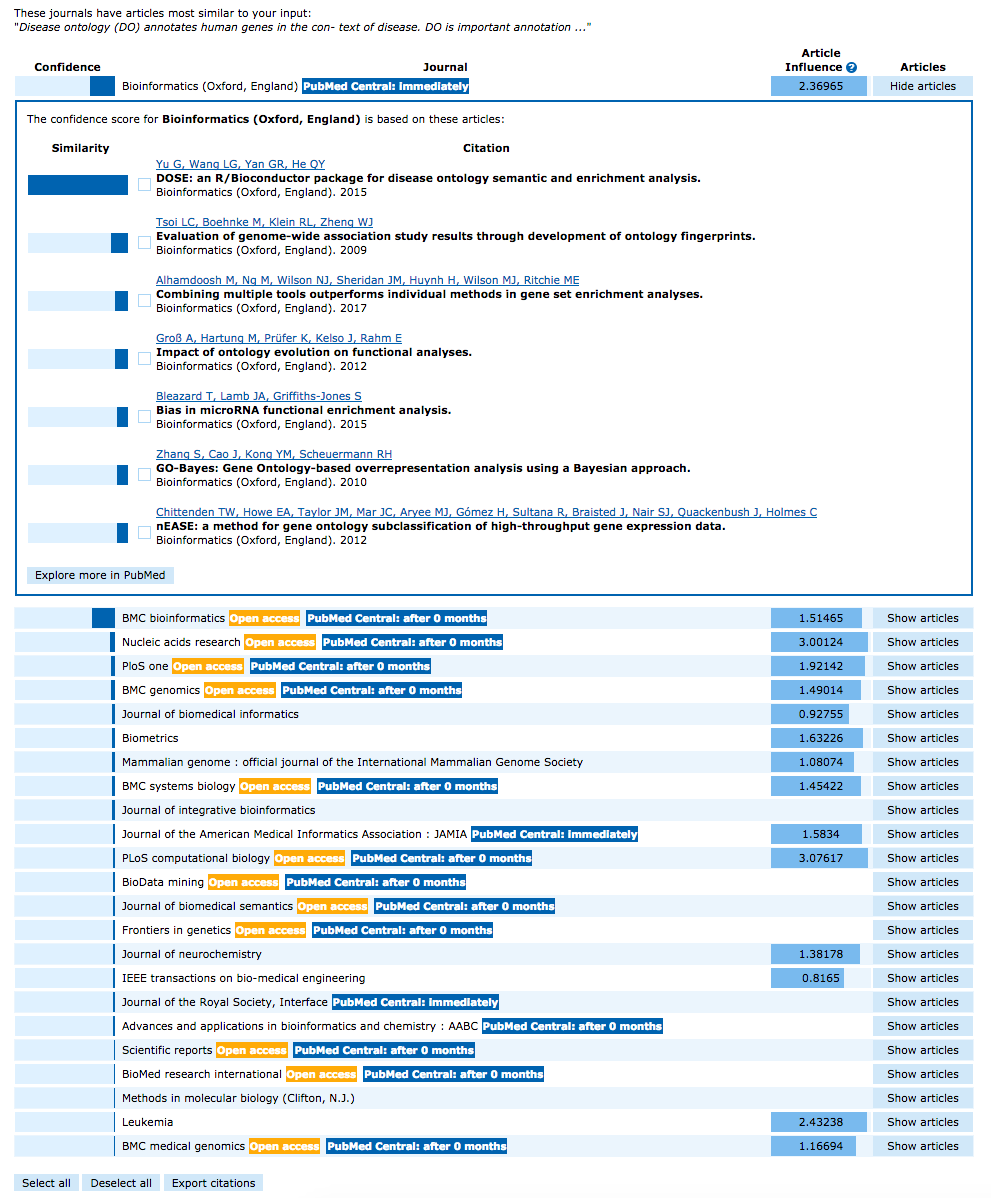 These journals have articles most similar to your input:
"Disease ontology (DO) annotates human genes in the con- text of disease. DO is important annotation ..."
Confidence Journal Article Influence ? Articles
Bioinformatics (Oxford, England) PubMed Central: Immediately 2.36965 Hide articles
The confidence score for Bioinformatics (Oxford, England) is based on these articles:
Similarity Citation
Yu G, Wang LG, Yan GR, He QY
DOSE: an R/Bioconductor package for disease ontology semantic and enrichment analysis.
Bioinformatics (Oxford, England). 2015
Tsoi LC, Boehnke M, Klein RL, Zheng WJ
Evaluation of genome-wide association study results through development of ontology fingerprints.
Bioinformatics (Oxford, England). 2009
Alhamdoosh M, Ng M, Wilson NJ, Sheridan JM, Huynh H, Wilson MJ, Ritchie ME
Combining multiple tools outperforms individual methods in gene set enrichment analyses.
Bioinformatics (Oxford, England). 2017
Groß A, Hartung M, Prüfer K, Kelso J, Rahm E
Impact of ontology evolution on functional analyses.
Bioinformatics (Oxford, England). 2012
Bleazard T, Lamb JA, Griffiths-Jones S
Bias in microRNA functional enrichment analysis.
Bioinformatics (Oxford, England). 2015
Zhang S, Cao J, Kong YM, Scheuermann RH
GO-Bayes: Gene Ontology-based overrepresentation analysis using a Bayesian approach.
Bioinformatics (Oxford, England). 2010
Chittenden TW, Howe EA, Taylor JM, Mar JC, Aryee MJ, Gómez H, Sultana R, Braisted J, Nair SJ, Quackenbush J, Holmes C
nEASE: a method for gene ontology subclassification of high-throughput gene expression data.
Bioinformatics (Oxford, England). 2012
Explore more in PubMed
BMC bioinformatics Open access PubMed Central: after 0 months 1.51465 Show articles
Nucleic acids research Open access PubMed Central: after 0 months 3.00124 Show articles
PloS one Open access PubMed Central: after 0 months 1.92142 Show articles
BMC genomics Open access PubMed Central: after 0 months 1.49014 Show articles
Journal of biomedical informatics 0.92755 Show articles
Biometrics 1.63226 Show articles
Mammalian genome : official journal of the International Mammalian Genome Society 1.08074 Show articles
BMC systems biology Open access PubMed Central: after 0 months 1.45422 Show articles
Journal of integrative bioinformatics Show articles
Journal of the American Medical Informatics Association : JAMIA PubMed Central: Immediately 1.5834 Show articles
PLoS computational biology Open access PubMed Central: after 0 months 3.07617 Show articles
BioData mining Open access PubMed Central: after 0 months Show articles
Journal of biomedical semantics Open access PubMed Central: after 0 months Show articles
Frontiers in genetics Open access PubMed Central: after 0 months Show articles
Journal of neurochemistry 1.38178 Show articles
IEEE transactions on bio-medical engineering 0.8165 Show articles
Journal of the Royal Society, Interface PubMed Central: Immediately Show articles
Advances and applications in bioinformatics and chemistry : AABC PubMed Central: after 0 months Show articles
Scientific reports Open access PubMed Central: after 0 months Show articles
BioMed research international Open access PubMed Central: after 0 months Show articles
Methods in molecular biology (Clifton, N.J.) Show articles
Leukemia 2.43238 Show articles
BMC medical genomics Open access PubMed Central: after 0 months 1.16694 Show articles
Select all Deselect all Export citations